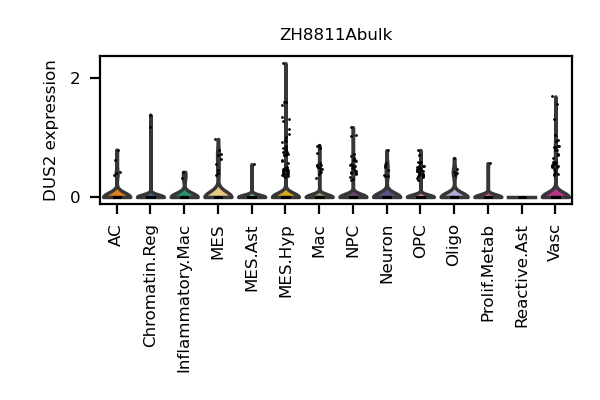 ZH8811Abulk
DUS2 expression
2
0
AC
Chromatin.Reg
Inflammatory.Mac
MES
MES.Ast
MES.Hyp
Mac
NPC
Neuron
OPC
Oligo
Prolif.Metab
Reactive.Ast
Vasc